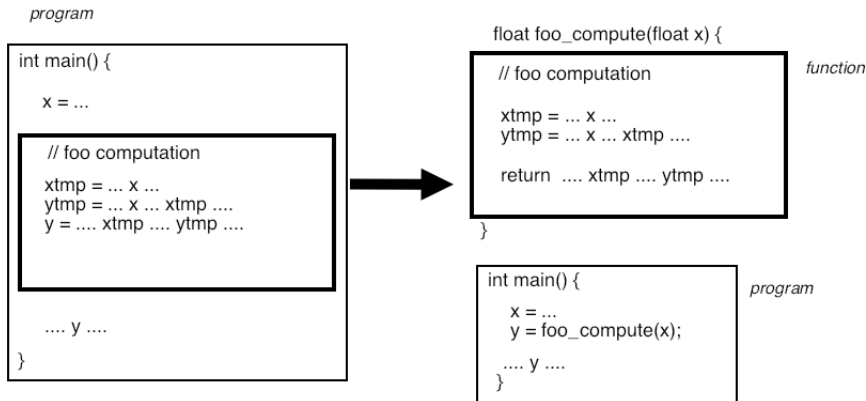 program
int main() {
x = ...
// foo computation
xtmp = ... x ...
ytmp = ... x ... xtmp ....
y = .... xtmp .... ytmp ....
.... y ....
}
float foo_compute(float x) {
function
// foo computation
xtmp = ... x ...
ytmp = ... x ... xtmp ....
return .... xtmp .... ytmp ....
}
int main() {
program
x = ...
y = foo_compute(x);
.... y ....
}